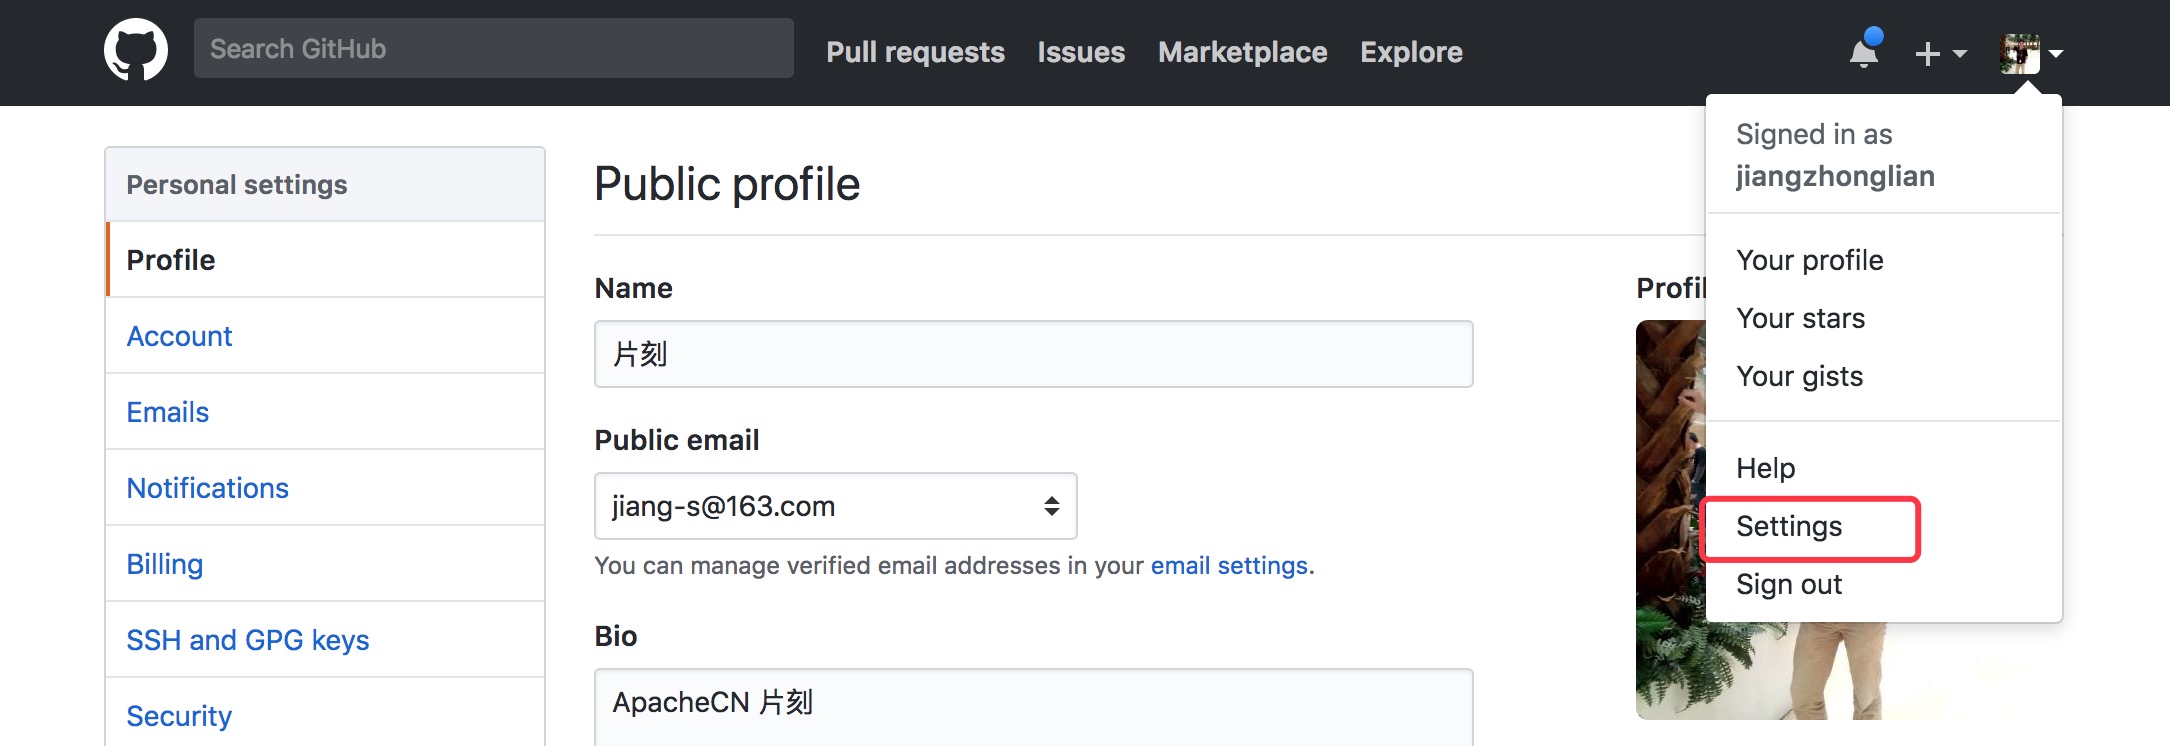 Search GitHub
Pull requests
Issues
Marketplace
Explore
Signed in as
jiangzhonglian
Your profile
Your stars
Your gists
Help
Settings
Sign out
Personal settings
Profile
Account
Emails
Notifications
Billing
SSH and GPG keys
Security
Public profile
Name
片刻
Public email
jiang-s@163.com
You can manage verified email addresses in your email settings.
Bio
ApacheCN 片刻
Profil